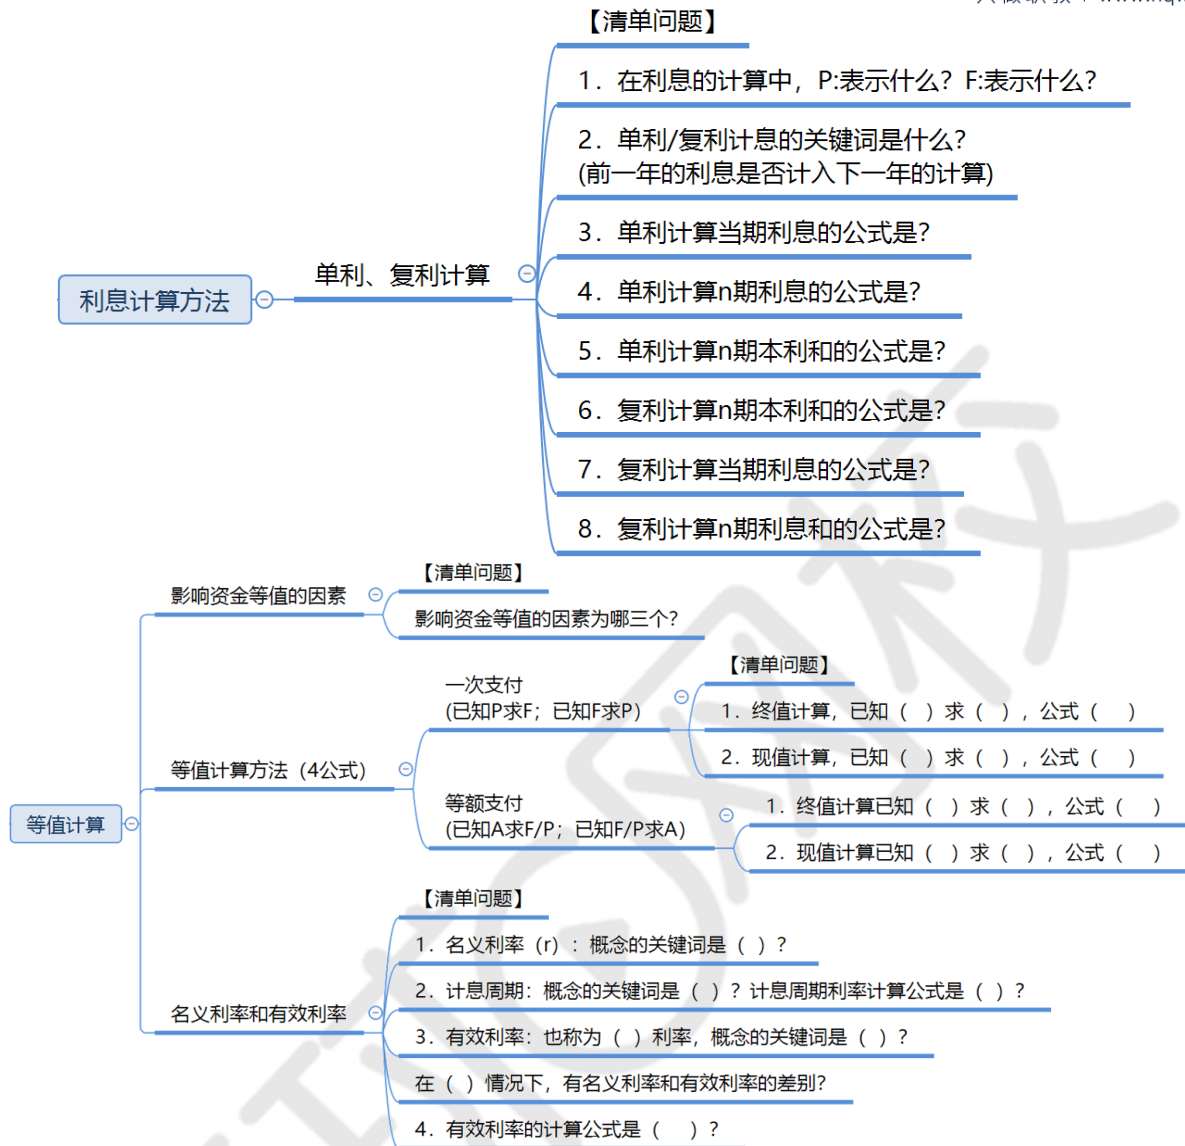 【清单问题】
1. 在利息的计算中，P:表示什么？F:表示什么？
2. 单利/复利计息的关键词是什么？
(前一年的利息是否计入下一年的计算)
3. 单利计算当期利息的公式是？
4. 单利计算n期利息的公式是？
5. 单利计算n期本利和的公式是？
6. 复利计算n期本利和的公式是？
7. 复利计算当期利息的公式是？
8. 复利计算n期利息和的公式是？
单利、复利计算
利息计算方法
【清单问题】
影响资金等值的因素
影响资金等值的因素为哪三个？
【清单问题】
一次支付
(已知P求F；已知F求P)
1. 终值计算，已知（ ）求（ ），公式（ ）
2. 现值计算，已知（ ）求（ ），公式（ ）
等值计算方法（4公式）
等额支付
(已知A求F/P；已知F/P求A)
1. 终值计算已知（ ）求（ ），公式（ ）
2. 现值计算已知（ ）求（ ），公式（ ）
等值计算
【清单问题】
1. 名义利率（r）：概念的关键词是（ ）？
2. 计息周期：概念的关键词是（ ）？计息周期利率计算公式是（ ）？
名义利率和有效利率
3. 有效利率：也称为（ ）利率，概念的关键词是（ ）？
在（ ）情况下，有名义利率和有效利率的差别？
4. 有效利率的计算公式是（ ）？
网校